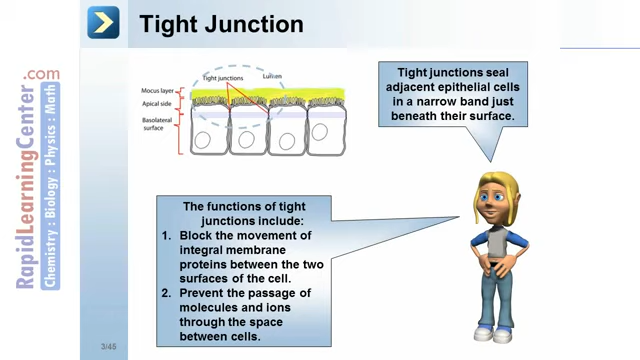 Tight Junction
RapidLearningCenter.com
Chemistry : Biology : Physics : Math
Tight junctions
Lumen
Mocus layer
Apical side
Basolateral
surface
Tight junctions seal
adjacent epithelial cells
in a narrow band just
beneath their surface.
The functions of tight
junctions include:
1. Block the movement of
integral membrane
proteins between the two
surfaces of the cell.
2. Prevent the passage of
molecules and ions
through the space
between cells.
3/45